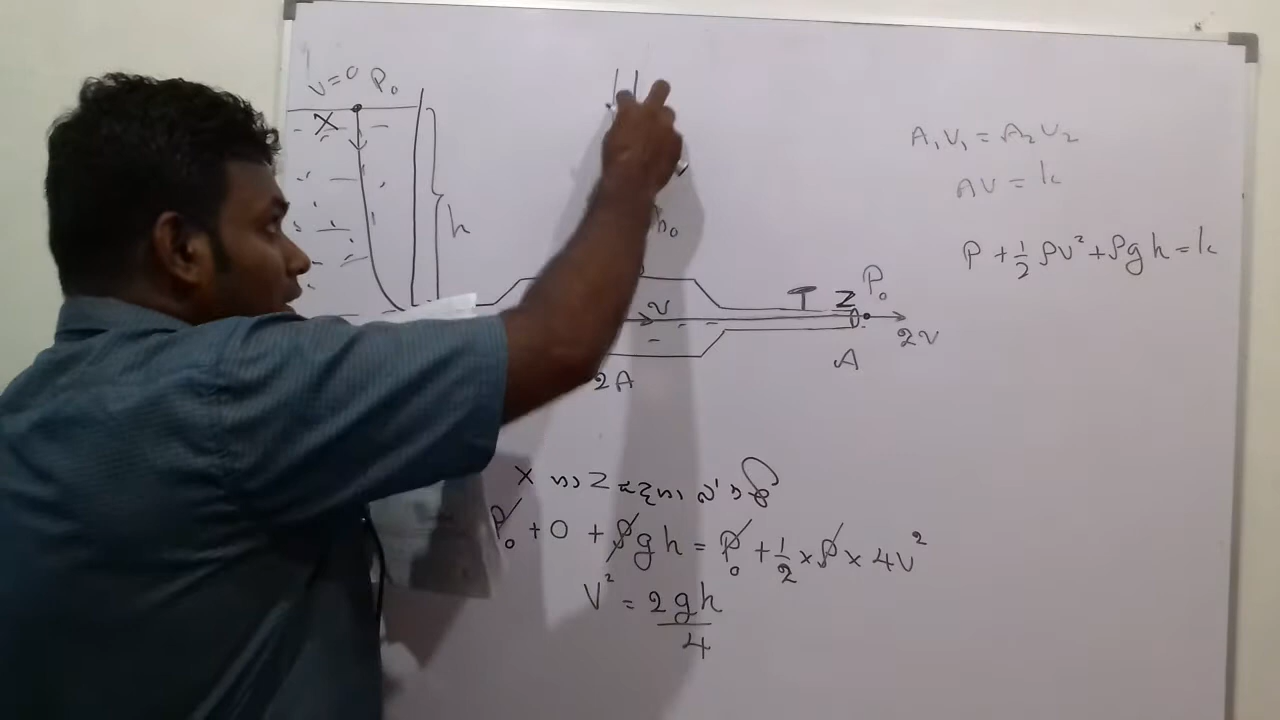 V=0 P₀
X
h
h₀
v
T Z P₀
2v
A
2A
A₁V₁ = A₂V₂
AV = k
P + ½ρv² + ρgh = k
X හා Z
P₀ + 0 + ρgh = P₀ + ½ × ρ × 4V²
V² = 2gh/4